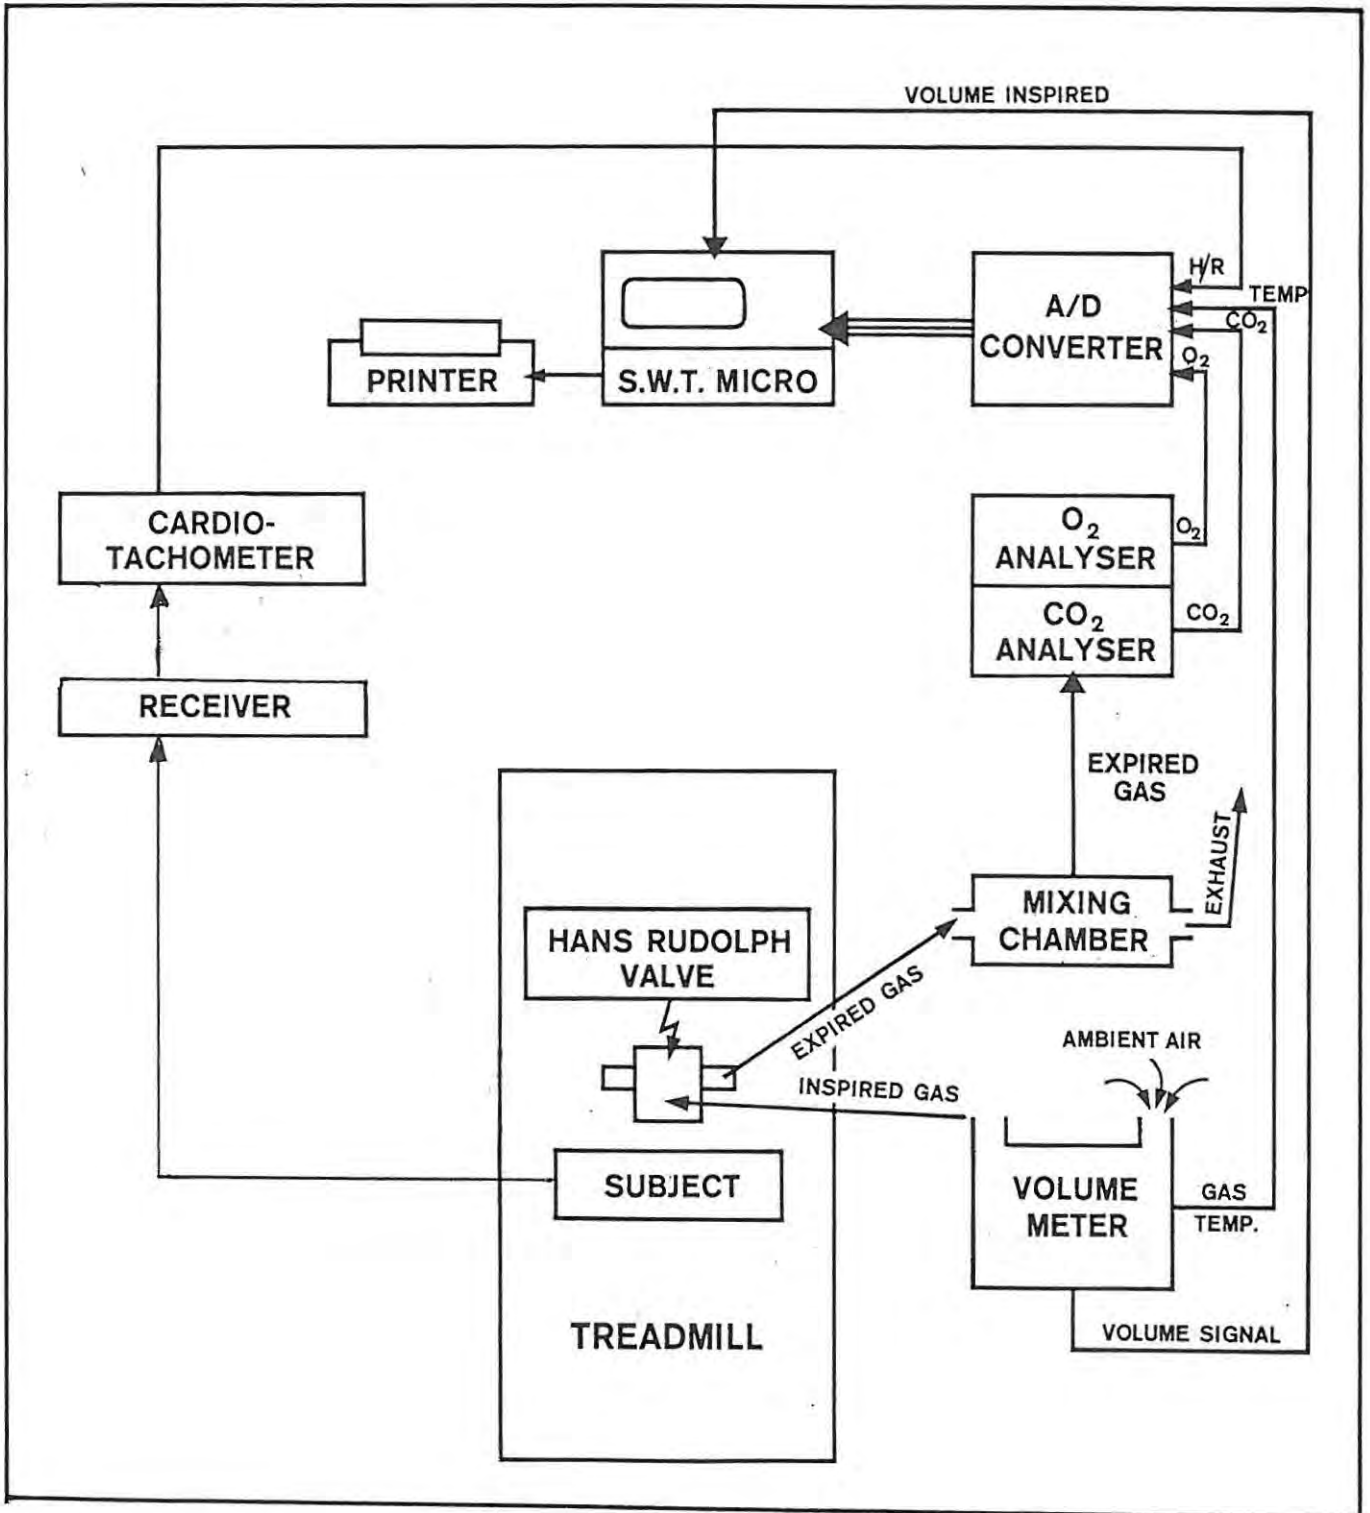 VOLUME INSPIRED
H/R
TEMP
CO₂
O₂
A/D
CONVERTER
PRINTER
S.W.T. MICRO
CARDIO-
TACHOMETER
O₂
ANALYSER
O₂
CO₂
ANALYSER
CO₂
RECEIVER
EXPIRED
GAS
EXHAUST
MIXING
CHAMBER
HANS RUDOLPH
VALVE
EXPIRED GAS
AMBIENT AIR
INSPIRED GAS
SUBJECT
VOLUME
METER
GAS
TEMP.
TREADMILL
VOLUME SIGNAL